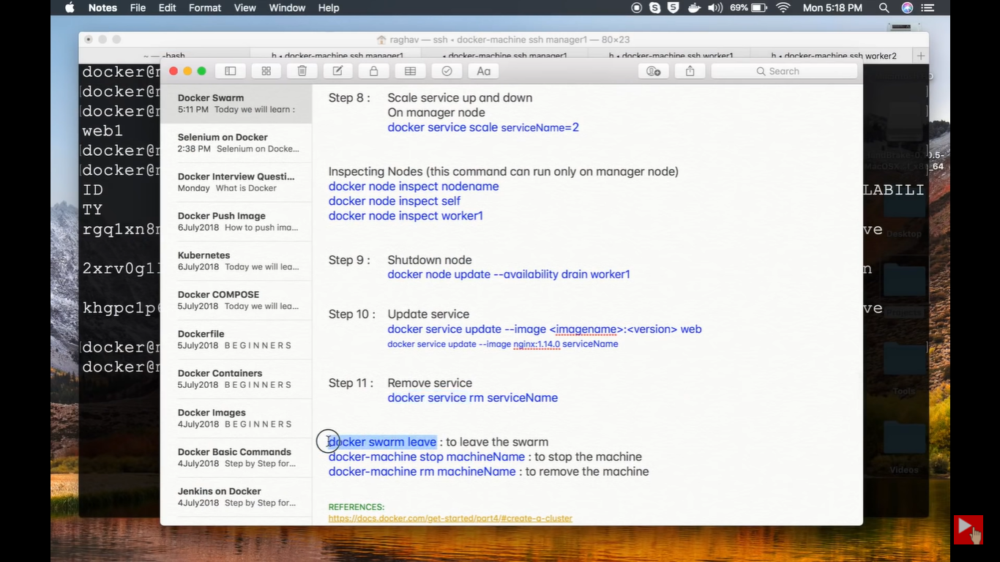 Notes File Edit Format View Window Help 69% Mon 5:18 PM
raghav — ssh ◂ docker-machine ssh manager1 — 80×23
~ — -bash h ◂ docker-machine ssh manager1 ◂ docker-machine ssh manager1 h ◂ docker-machine ssh worker1 h ◂ docker-machine ssh worker2 +
Aa Search
docker@
docker@
docker@
web1
docker@
docker@
ID LABILI
TY
rgq1xn8 ve
2xrv0g1 n
khgpc1p ve
docker@
docker@
Docker Swarm
5:11 PM Today we will learn :
Selenium on Docker
2:38 PM Selenium on Docke...
Docker Interview Questi...
Monday What is Docker
Docker Push Image
6July2018 How to push ima...
Kubernetes
6July2018 Today we will lea...
Docker COMPOSE
5July2018 Today we will lea...
Dockerfile
5July2018 B E G I N N E R S
Docker Containers
5July2018 B E G I N N E R S
Docker Images
4July2018 B E G I N N E R S
Docker Basic Commands
4July2018 Step by Step for...
Jenkins on Docker
4July2018 Step by Step for...
Step 8 : Scale service up and down
On manager node
docker service scale serviceName=2
Inspecting Nodes (this command can run only on manager node)
docker node inspect nodename
docker node inspect self
docker node inspect worker1
Step 9 : Shutdown node
docker node update --availability drain worker1
Step 10 : Update service
docker service update --image <imagename>:<version> web
docker service update --image nginx:1.14.0 serviceName
Step 11 : Remove service
docker service rm serviceName
docker swarm leave : to leave the swarm
docker-machine stop machineName : to stop the machine
docker-machine rm machineName : to remove the machine
REFERENCES:
https://docs.docker.com/get-started/part4/#create-a-cluster
Desktop
Projects
Tools
Videos